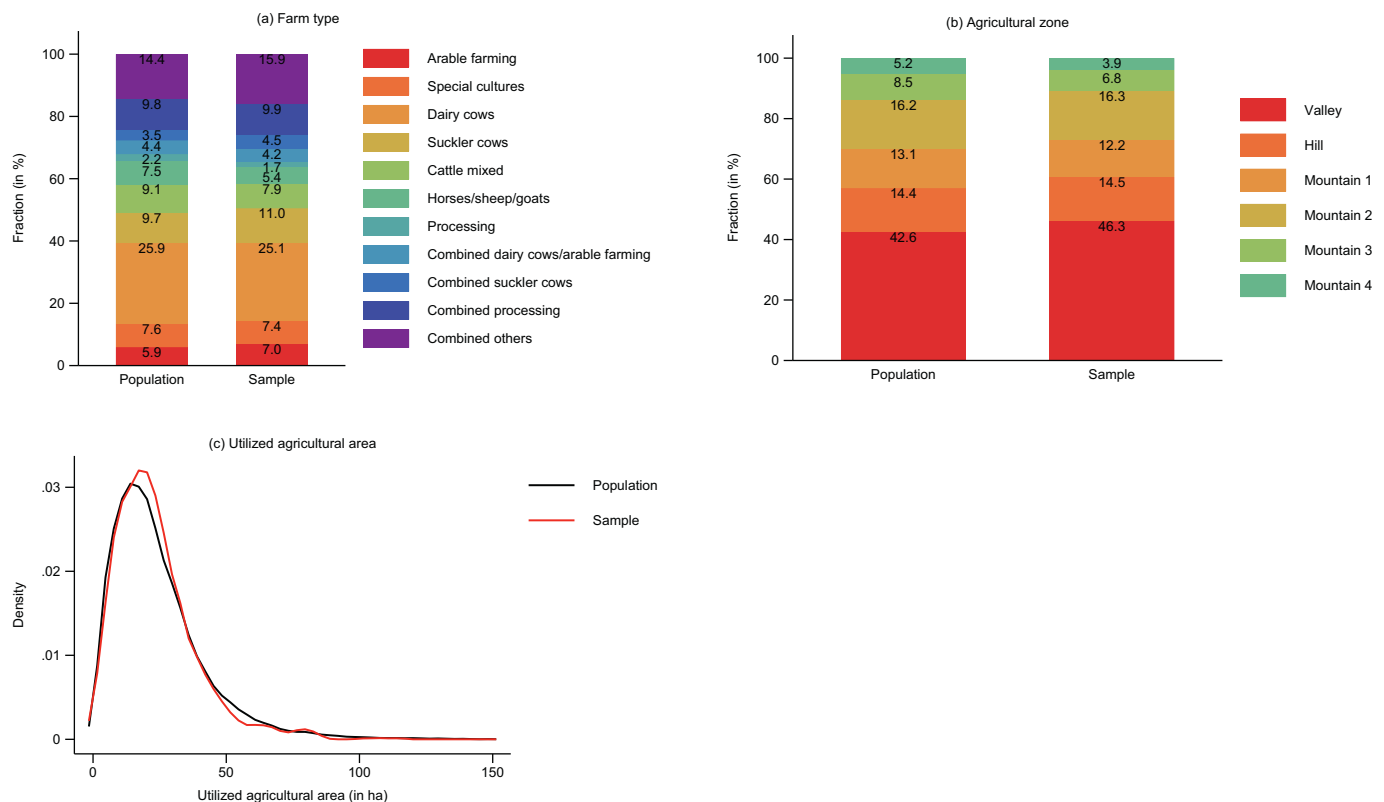 (a) Farm type
Fraction (in %)
100
80
60
40
20
0
14.4
9.8
3.5
4.4
2.2
7.5
9.1
9.7
25.9
7.6
5.9
15.9
9.9
4.5
4.2
1.7
5.4
7.9
11.0
25.1
7.4
7.0
Population
Sample
Arable farming
Special cultures
Dairy cows
Suckler cows
Cattle mixed
Horses/sheep/goats
Processing
Combined dairy cows/arable farming
Combined suckler cows
Combined processing
Combined others
(b) Agricultural zone
Fraction (in %)
100
80
60
40
20
0
5.2
8.5
16.2
13.1
14.4
42.6
3.9
6.8
16.3
12.2
14.5
46.3
Population
Sample
Valley
Hill
Mountain 1
Mountain 2
Mountain 3
Mountain 4
(c) Utilized agricultural area
Density
.03
.02
.01
0
0
50
100
150
Utilized agricultural area (in ha)
Population
Sample